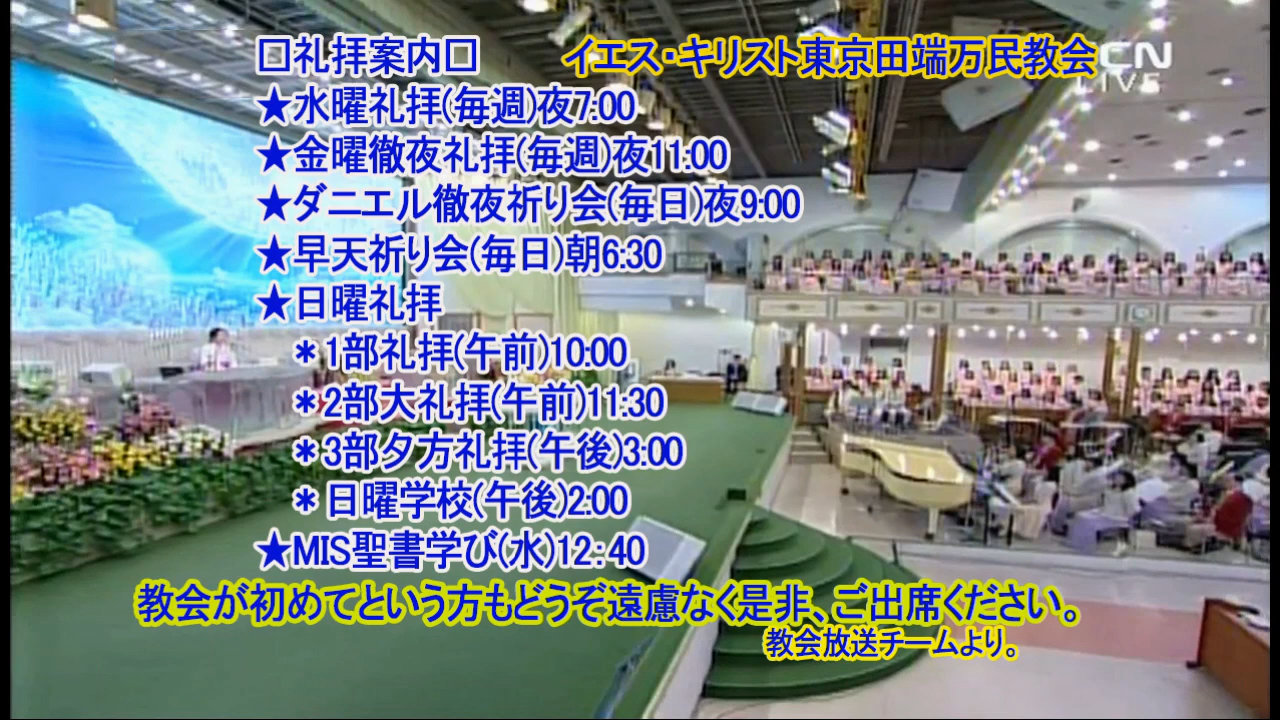 □礼拝案内□ イエス・キリスト東京田端万民教会 CN
LIVE
★水曜礼拝(毎週)夜7:00
★金曜徹夜礼拝(毎週)夜11:00
★ダニエル徹夜祈り会(毎日)夜9:00
★早天祈り会(毎日)朝6:30
★日曜礼拝
*1部礼拝(午前)10:00
*2部大礼拝(午前)11:30
*3部夕方礼拝(午後)3:00
*日曜学校(午後)2:00
★MIS聖書学び(水)12:40
教会が初めてという方もどうぞ遠慮なく是非、ご出席ください。
教会放送チームより。